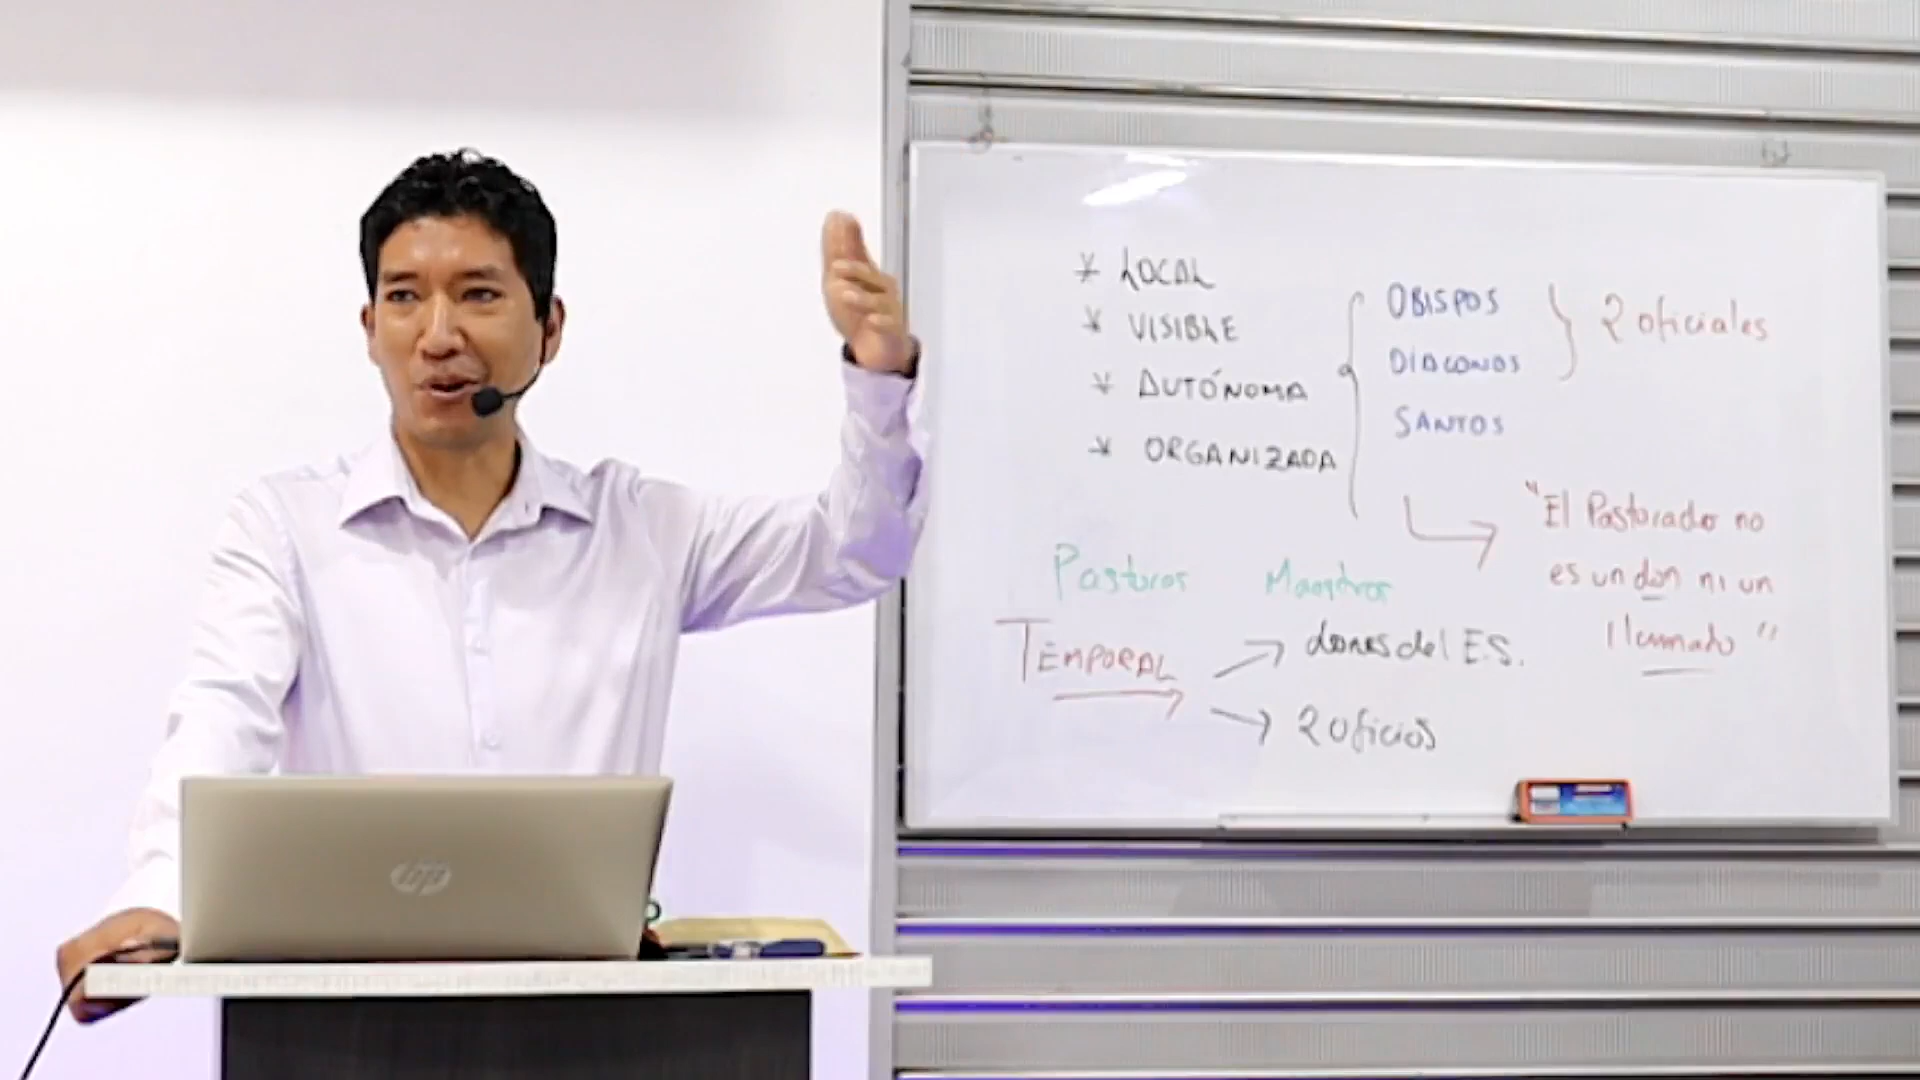 * LOCAL
* VISIBLE
* AUTÓNOMA
* ORGANIZADA
OBISPOS
DIACONOS
SANTOS
2 oficiales
"El Pastorado no
es un don ni un
llamado"
Pastores Maestros
TEMPORAL
dones del E.S.
2 oficios
hp